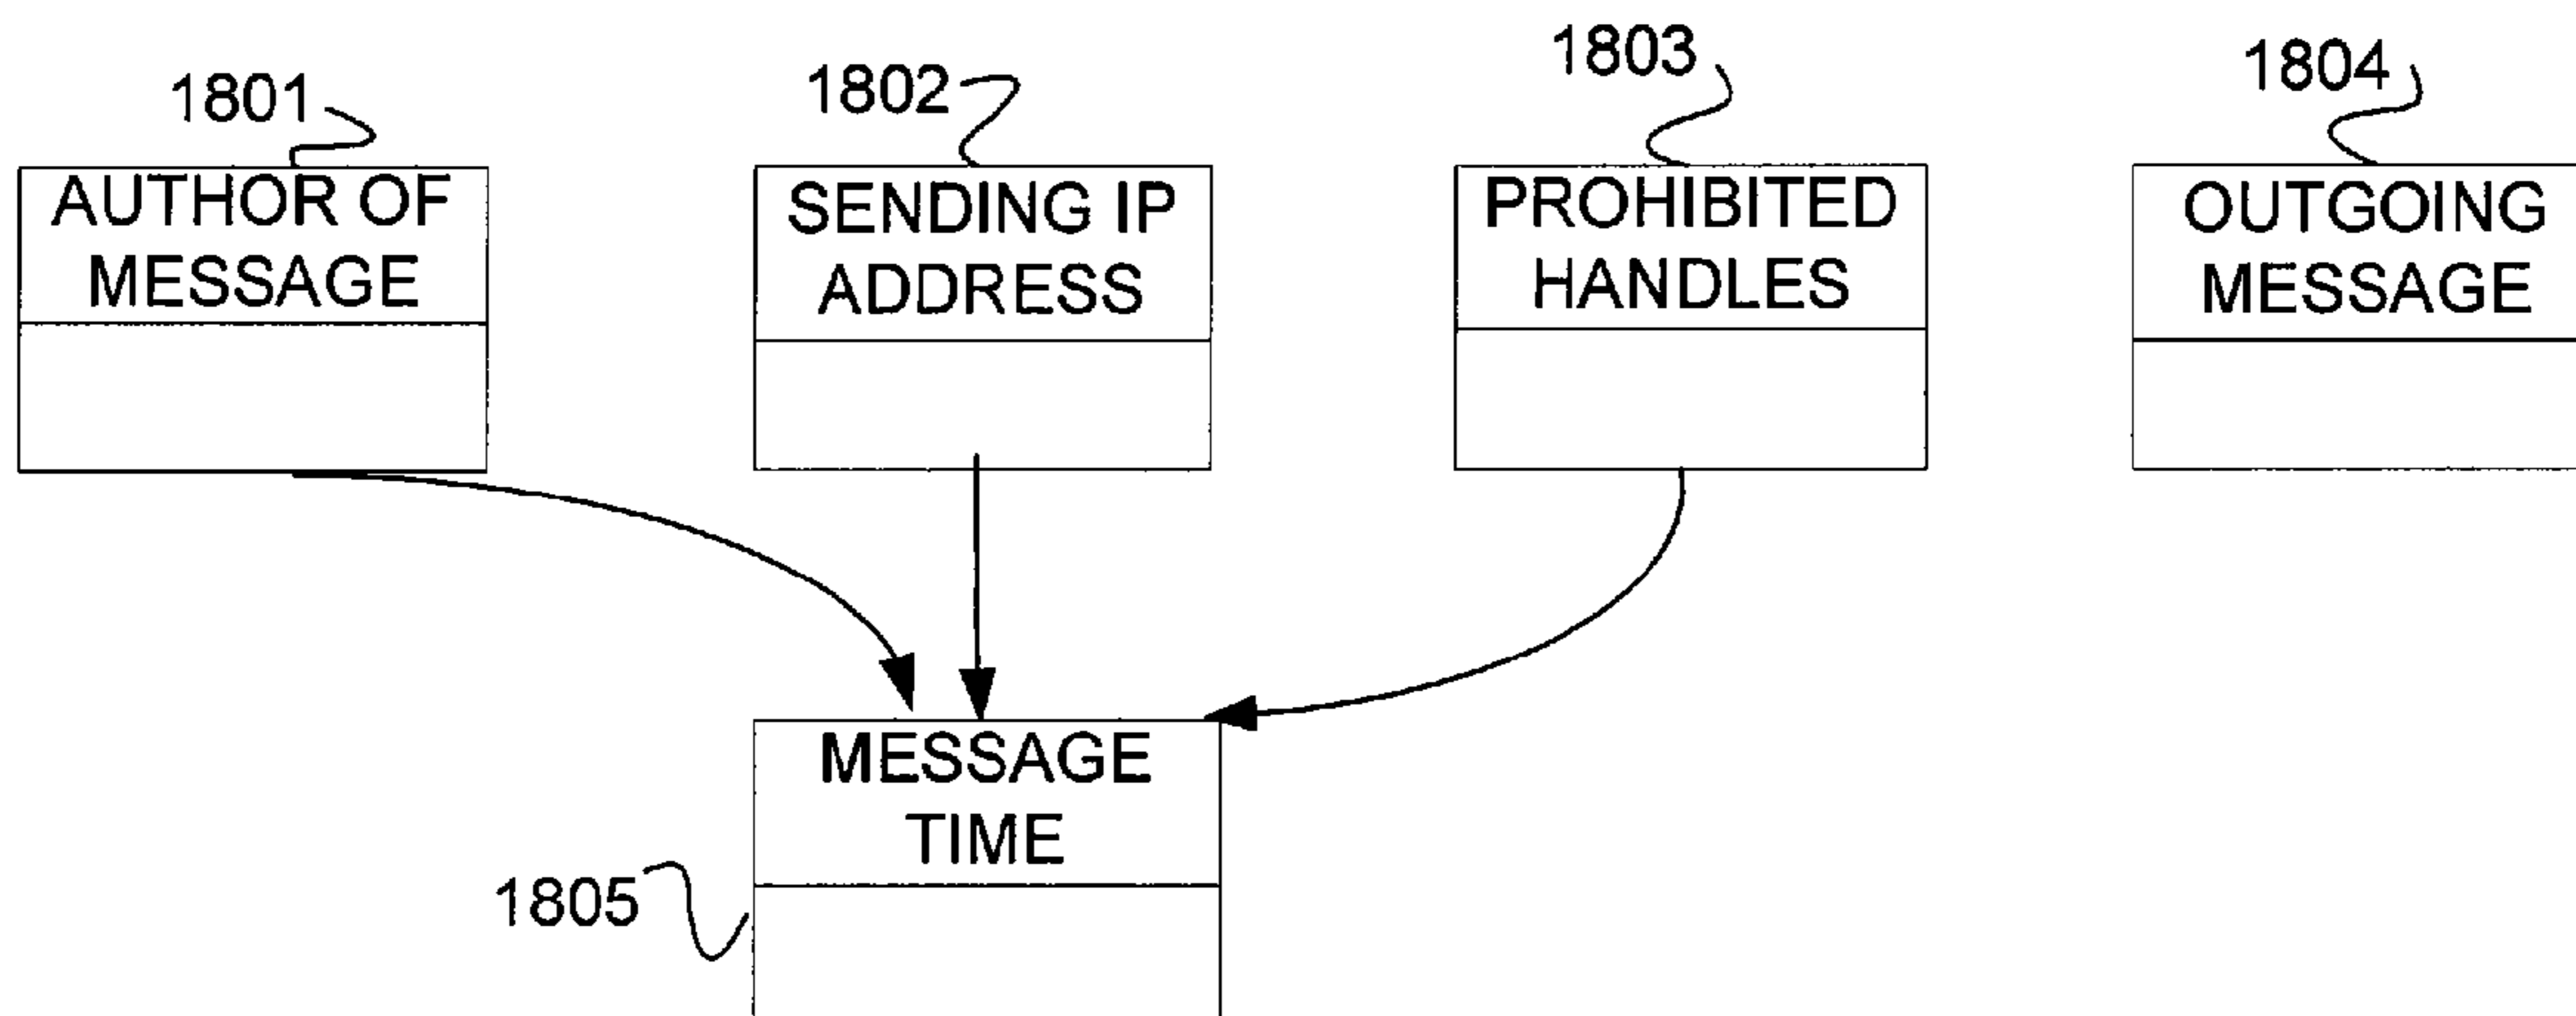 1801
1802
1803
1804
AUTHOR OF
MESSAGE
SENDING IP
ADDRESS
PROHIBITED
HANDLES
OUTGOING
MESSAGE
MESSAGE
TIME
1805